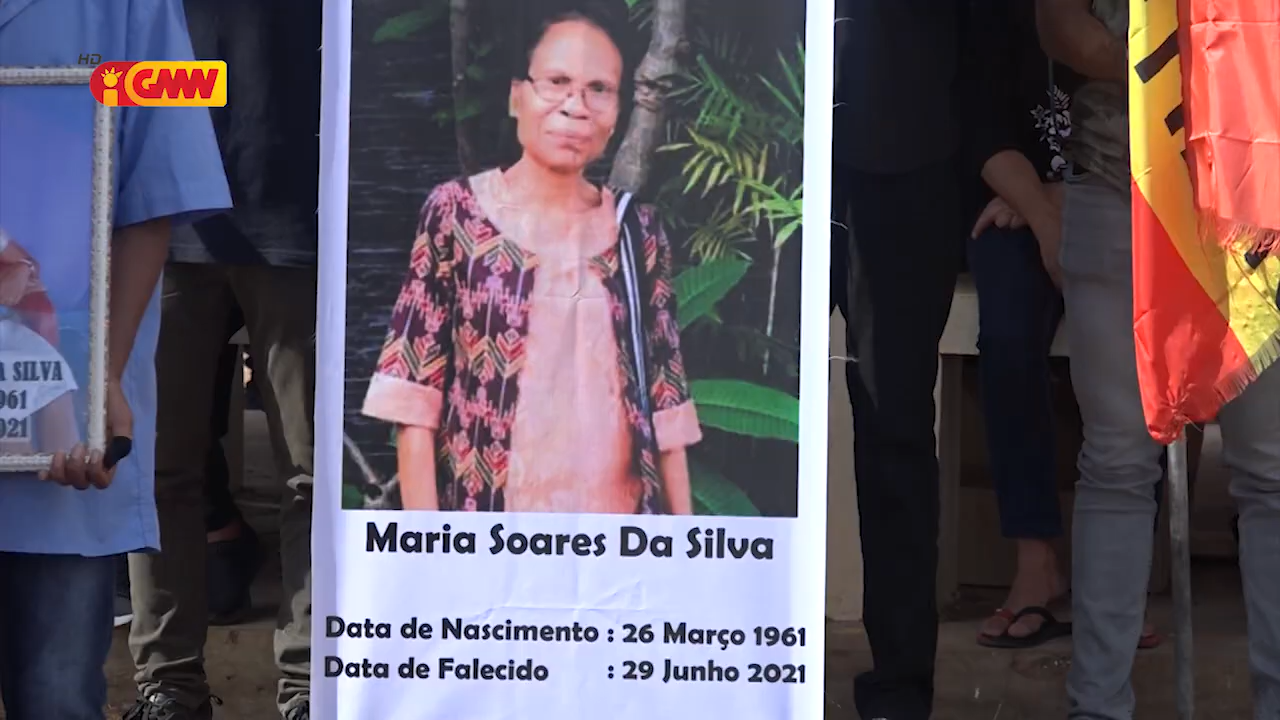 HD
GMN
A SILVA
961
021
Maria Soares Da Silva
Data de Nascimento : 26 Março 1961
Data de Falecido : 29 Junho 2021